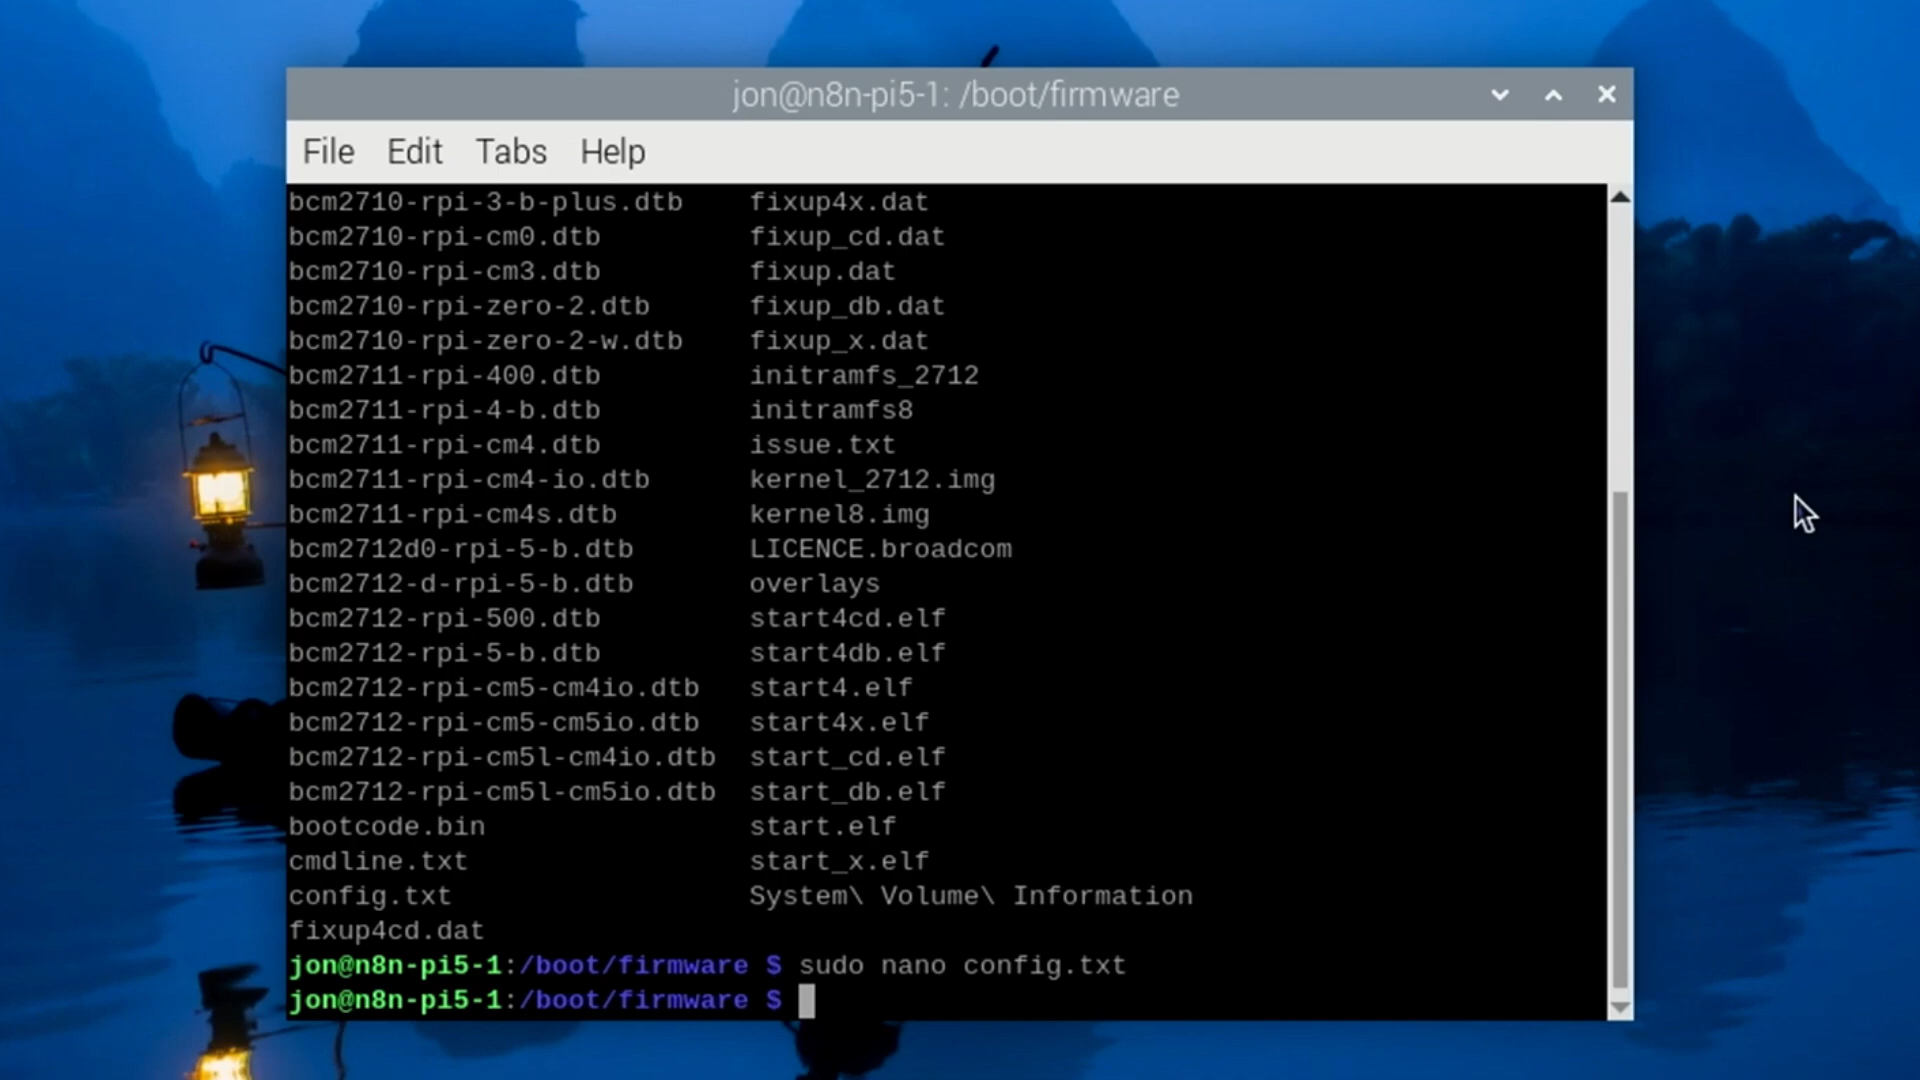 jon@n8n-pi5-1: /boot/firmware
File Edit Tabs Help
bcm2710-rpi-3-b-plus.dtb fixup4x.dat
bcm2710-rpi-cm0.dtb fixup_cd.dat
bcm2710-rpi-cm3.dtb fixup.dat
bcm2710-rpi-zero-2.dtb fixup_db.dat
bcm2710-rpi-zero-2-w.dtb fixup_x.dat
bcm2711-rpi-400.dtb initramfs_2712
bcm2711-rpi-4-b.dtb initramfs8
bcm2711-rpi-cm4.dtb issue.txt
bcm2711-rpi-cm4-io.dtb kernel_2712.img
bcm2711-rpi-cm4s.dtb kernel8.img
bcm2712d0-rpi-5-b.dtb LICENCE.broadcom
bcm2712-d-rpi-5-b.dtb overlays
bcm2712-rpi-500.dtb start4cd.elf
bcm2712-rpi-5-b.dtb start4db.elf
bcm2712-rpi-cm5-cm4io.dtb start4.elf
bcm2712-rpi-cm5-cm5io.dtb start4x.elf
bcm2712-rpi-cm5l-cm4io.dtb start_cd.elf
bcm2712-rpi-cm5l-cm5io.dtb start_db.elf
bootcode.bin start.elf
cmdline.txt start_x.elf
config.txt System\ Volume\ Information
fixup4cd.dat
jon@n8n-pi5-1:/boot/firmware $ sudo nano config.txt
jon@n8n-pi5-1:/boot/firmware $